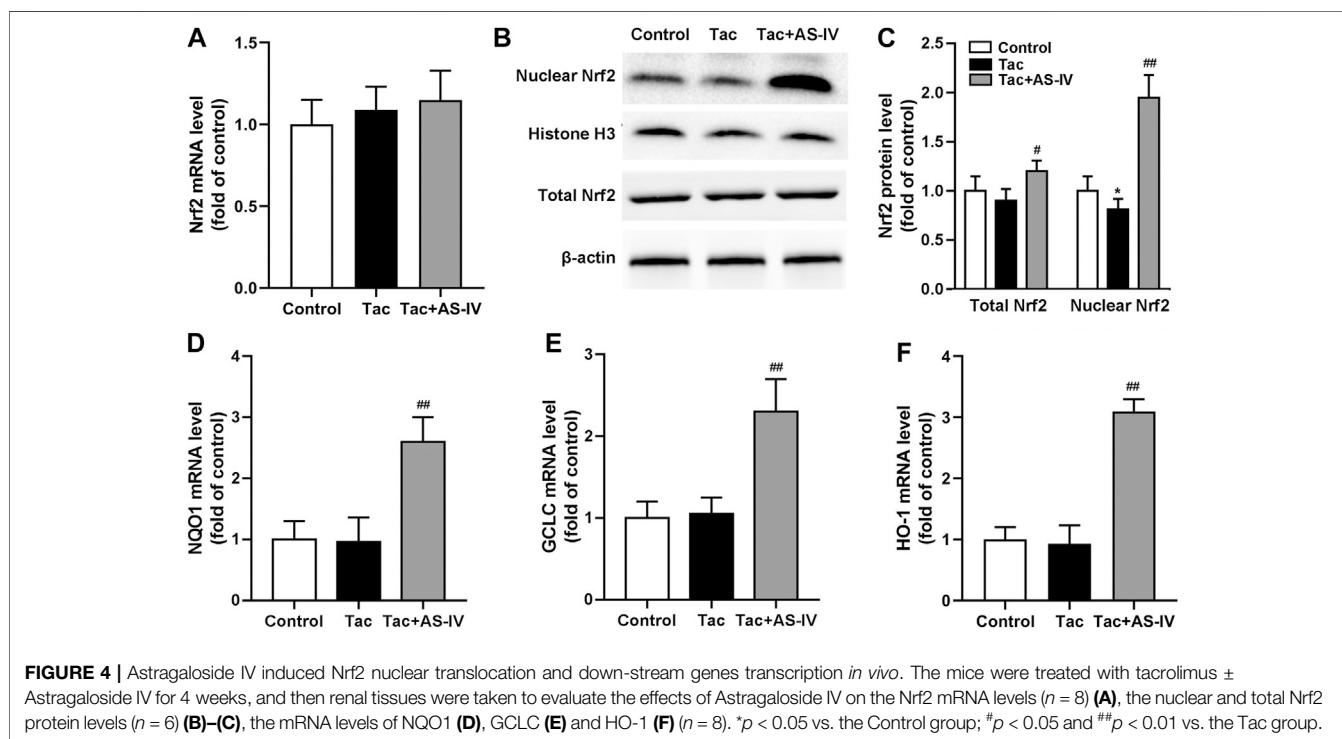 A
Nrf2 mRNA level
(fold of control)
1.5
1.0
0.5
0.0
Control Tac Tac+AS-IV
B
Control Tac Tac+AS-IV
Nuclear Nrf2
Histone H3
Total Nrf2
β-actin
C
Nrf2 protein level
(fold of control)
2.5
2.0
1.5
1.0
0.5
0.0
Control
Tac
Tac+AS-IV
#
*
##
Total Nrf2 Nuclear Nrf2
D
NQO1 mRNA level
(fold of control)
4
3
2
1
0
##
Control Tac Tac+AS-IV
E
GCLC mRNA level
(fold of control)
3
2
1
0
##
Control Tac Tac+AS-IV
F
HO-1 mRNA level
(fold of control)
4
3
2
1
0
##
Control Tac Tac+AS-IV
FIGURE 4 | Astragaloside IV induced Nrf2 nuclear translocation and down-stream genes transcription in vivo. The mice were treated with tacrolimus ±
Astragaloside IV for 4 weeks, and then renal tissues were taken to evaluate the effects of Astragaloside IV on the Nrf2 mRNA levels (n = 8) (A), the nuclear and total Nrf2
protein levels (n = 6) (B)–(C), the mRNA levels of NQO1 (D), GCLC (E) and HO-1 (F) (n = 8). *p < 0.05 vs. the Control group; #p < 0.05 and ##p < 0.01 vs. the Tac group.